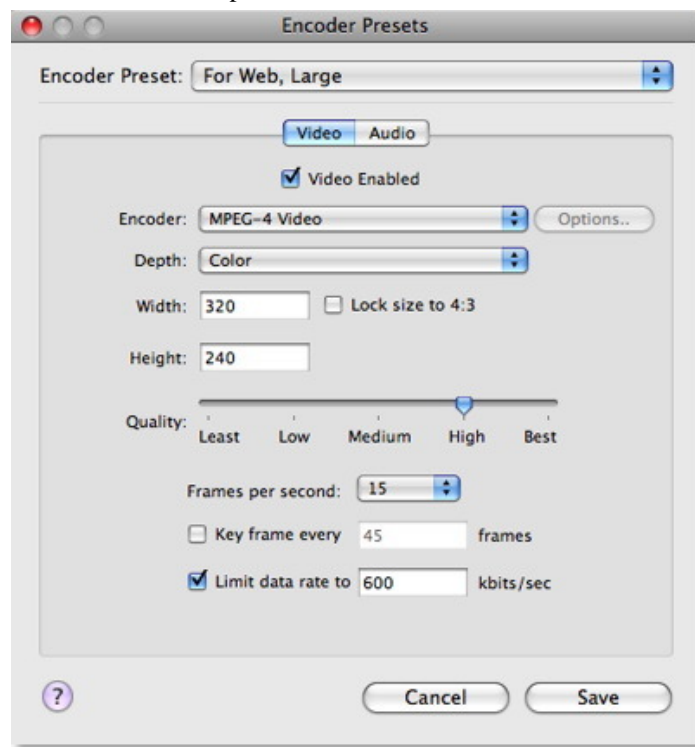 Encoder Presets
Encoder Preset: For Web, Large
Video Audio
Video Enabled
Encoder: MPEG-4 Video Options..
Depth: Color
Width: 320 Lock size to 4:3
Height: 240
Quality:
Least Low Medium High Best
Frames per second: 15
Key frame every 45 frames
Limit data rate to 600 kbits/sec
? Cancel Save